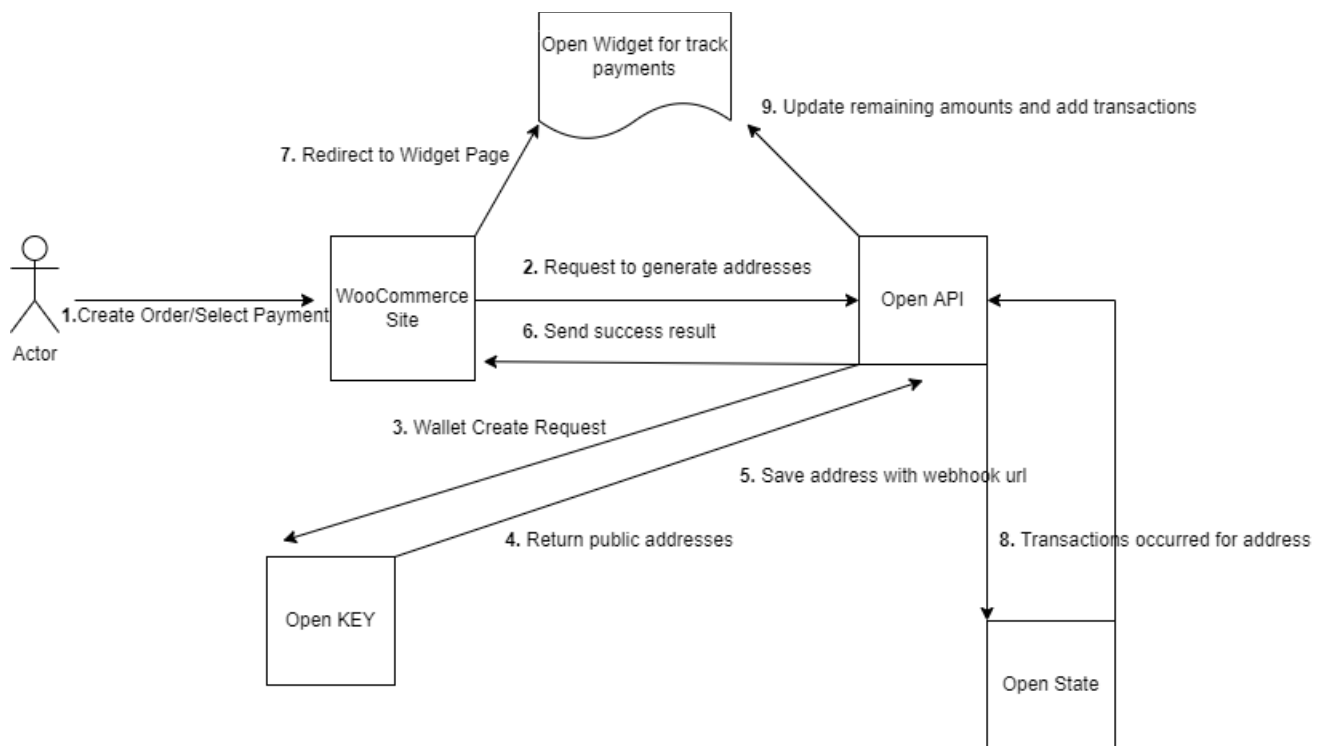 Open Widget for track
payments
9. Update remaining amounts and add transactions
7. Redirect to Widget Page
2. Request to generate addresses
WooCommerce
Site
Open API
1.Create Order/Select Payment
6. Send success result
Actor
3. Wallet Create Request
5. Save address with webhook url
4. Return public addresses
8. Transactions occurred for address
Open KEY
Open State